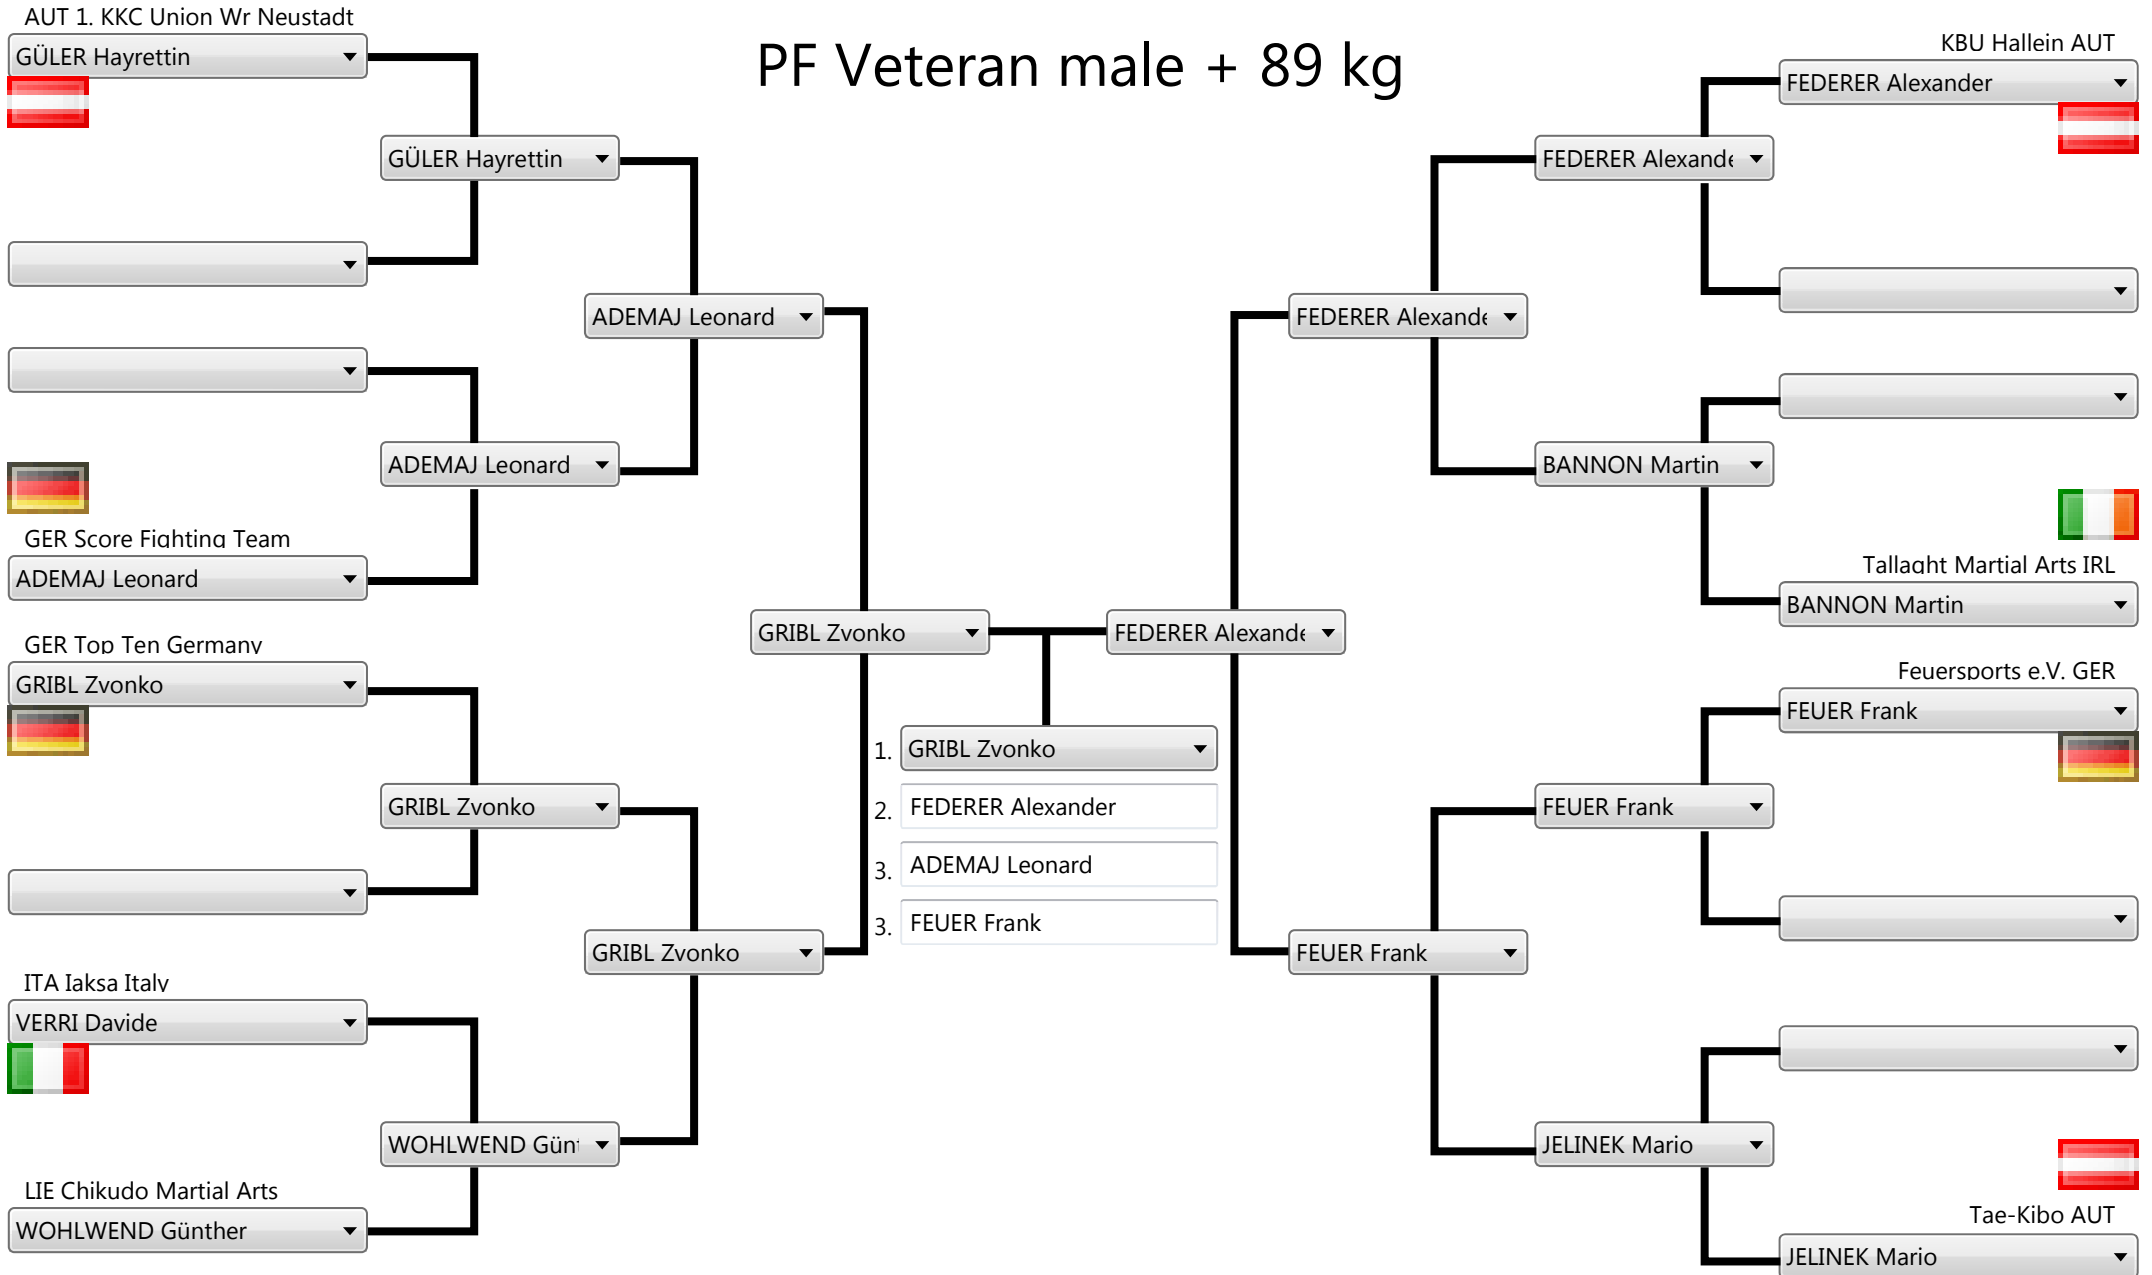 PF Veteran male + 89 kg
AUT 1. KKC Union Wr Neustadt
GÜLER Hayrettin
GÜLER Hayrettin
ADEMAJ Leonard
ADEMAJ Leonard
GER Score Fighting Team
ADEMAJ Leonard
GER Top Ten Germany
GRIBL Zvonko
GRIBL Zvonko
GRIBL Zvonko
GRIBL Zvonko
ITA Iaksa Italy
VERRI Davide
WOHLWEND Günt
LIE Chikudo Martial Arts
WOHLWEND Günther
1. GRIBL Zvonko
2. FEDERER Alexander
3. ADEMAJ Leonard
3. FEUER Frank
KBU Hallein AUT
FEDERER Alexander
FEDERER Alexande
FEDERER Alexande
FEDERER Alexande
BANNON Martin
Tallaght Martial Arts IRL
BANNON Martin
Feuersports e.V. GER
FEUER Frank
FEUER Frank
FEUER Frank
JELINEK Mario
Tae-Kibo AUT
JELINEK Mario